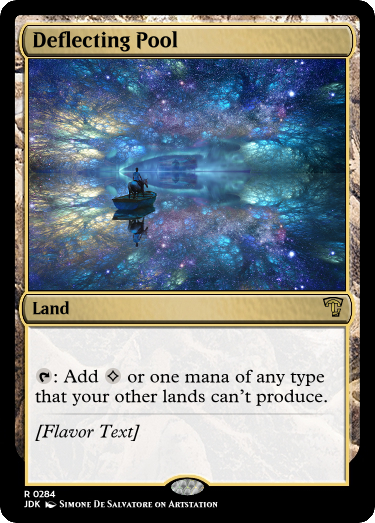 Deflecting Pool
Land
: Add or one mana of any type
that your other lands can't produce.
[Flavor Text]
R 0284
JDK Simone De Salvatore on Artstation